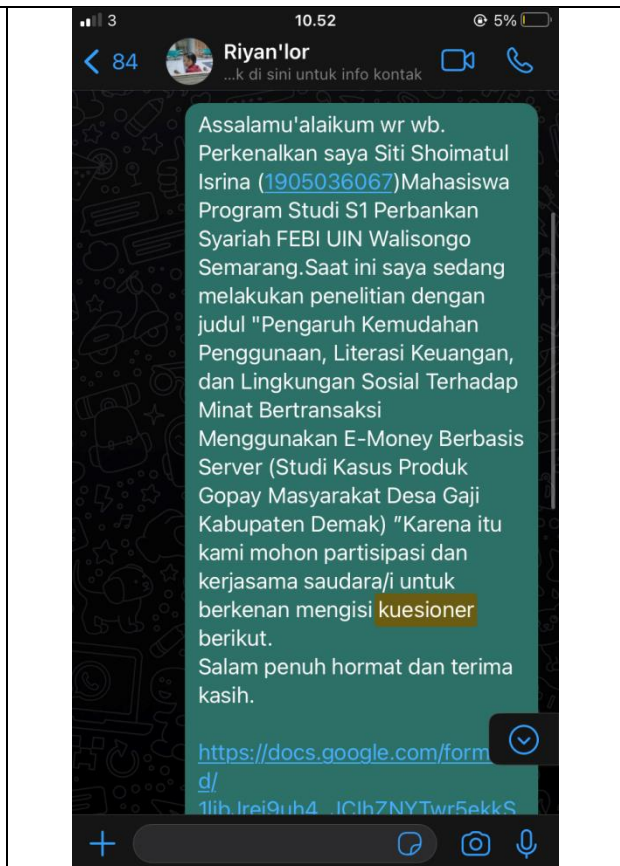 3 10.52 5%
84 Riyan'lor
...k di sini untuk info kontak
Assalamu'alaikum wr wb.
Perkenalkan saya Siti Shoimatul
Isrina (1905036067)Mahasiswa
Program Studi S1 Perbankan
Syariah FEBI UIN Walisongo
Semarang.Saat ini saya sedang
melakukan penelitian dengan
judul "Pengaruh Kemudahan
Penggunaan, Literasi Keuangan,
dan Lingkungan Sosial Terhadap
Minat Bertransaksi
Menggunakan E-Money Berbasis
Server (Studi Kasus Produk
Gopay Masyarakat Desa Gaji
Kabupaten Demak) "Karena itu
kami mohon partisipasi dan
kerjasama saudara/i untuk
berkenan mengisi kuesioner
berikut.
Salam penuh hormat dan terima
kasih.
https://docs.google.com/form
d/